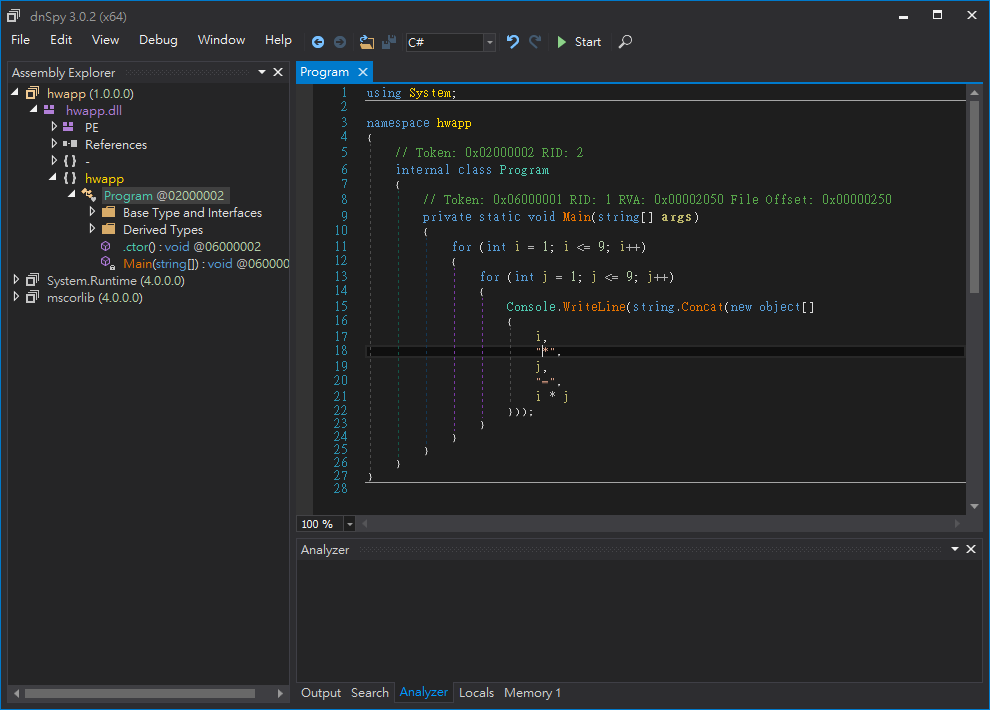 dnSpy 3.0.2 (x64)
File Edit View Debug Window Help C# Start
Assembly Explorer
hwapp (1.0.0.0)
hwapp.dll
PE
References
{ } -
{ } hwapp
Program @02000002
Base Type and Interfaces
Derived Types
.ctor() : void @06000002
Main(string[]) : void @060000
System.Runtime (4.0.0.0)
mscorlib (4.0.0.0)
Program
1 using System;
2
3 namespace hwapp
4 {
5 // Token: 0x02000002 RID: 2
6 internal class Program
7 {
8 // Token: 0x06000001 RID: 1 RVA: 0x00002050 File Offset: 0x00000250
9 private static void Main(string[] args)
10 {
11 for (int i = 1; i <= 9; i++)
12 {
13 for (int j = 1; j <= 9; j++)
14 {
15 Console.WriteLine(string.Concat(new object[]
16 {
17 i,
18 "*",
19 j,
20 "=",
21 i * j
22 }));
23 }
24 }
25 }
26 }
27 }
28
100 %
Analyzer
Output Search Analyzer Locals Memory 1